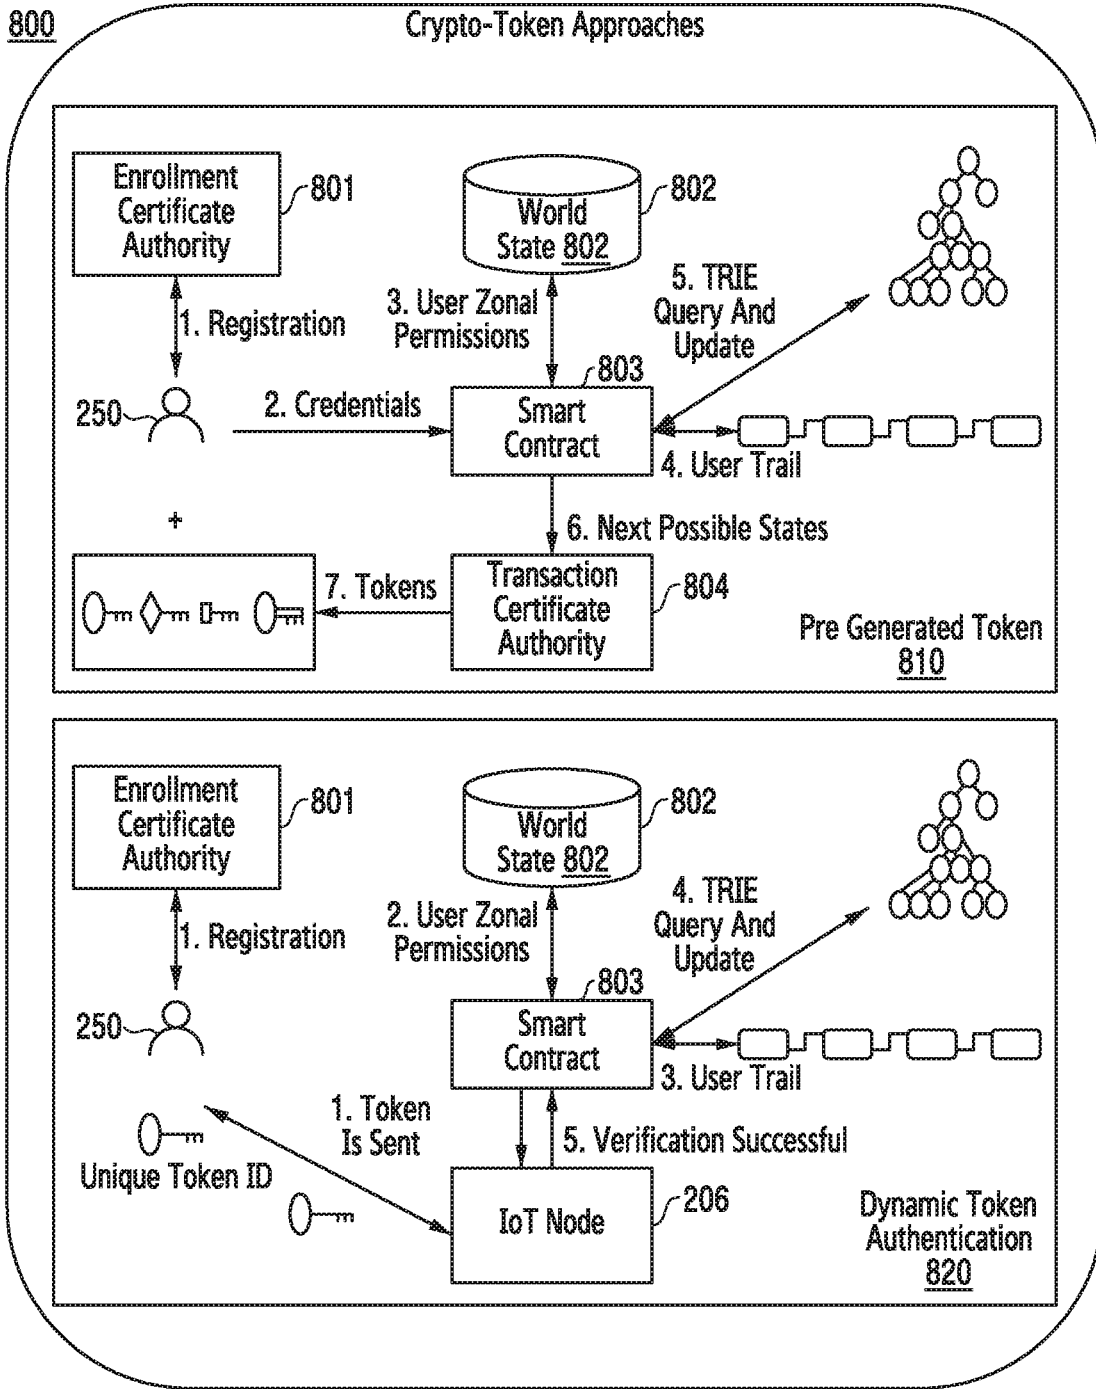 800
Crypto-Token Approaches
Enrollment
Certificate
Authority
801
World
State 802
802
1. Registration
3. User Zonal
Permissions
5. TRIE
Query And
Update
250
2. Credentials
803
Smart
Contract
4. User Trail
+
6. Next Possible States
7. Tokens
Transaction
Certificate
Authority
804
Pre Generated Token
810
Enrollment
Certificate
Authority
801
World
State 802
802
1. Registration
2. User Zonal
Permissions
4. TRIE
Query And
Update
250
803
Smart
Contract
3. User Trail
1. Token
Is Sent
5. Verification Successful
Unique Token ID
IoT Node
206
Dynamic Token
Authentication
820